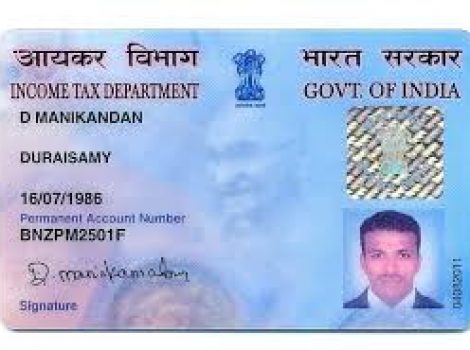 आयकर विभाग
INCOME TAX DEPARTMENT
भारत सरकार
GOVT. OF INDIA
D MANIKANDAN
DURAISAMY
16/07/1986
Permanent Account Number
BNZPM2501F
D. manikandan
Signature